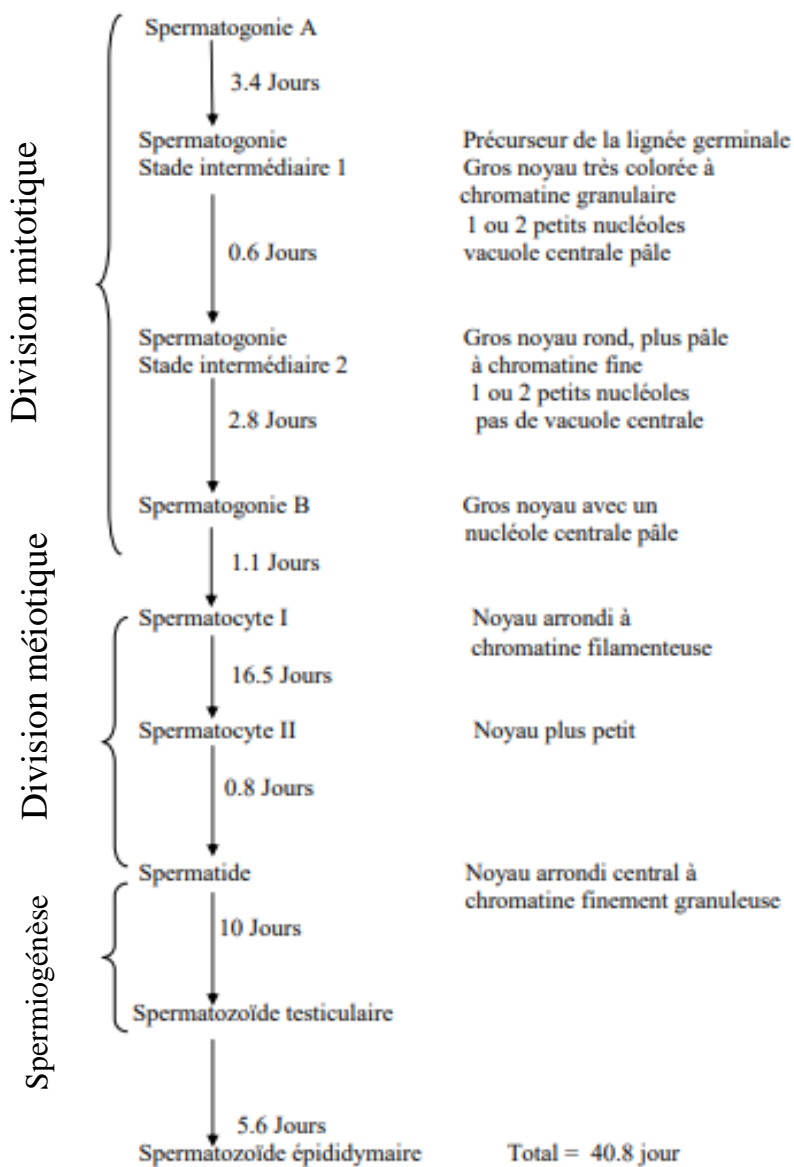 Spermatogonie A
3.4 Jours
Division mitotique
Spermatogonie
Stade intermédiaire 1
Précurseur de la lignée germinale
Gros noyau très colorée à
chromatine granulaire
1 ou 2 petits nucléoles
vacuole centrale pâle
0.6 Jours
Spermatogonie
Stade intermédiaire 2
Gros noyau rond, plus pâle
à chromatine fine
1 ou 2 petits nucléoles
pas de vacuole centrale
2.8 Jours
Spermatogonie B
Gros noyau avec un
nucléole centrale pâle
1.1 Jours
Division méiotique
Spermatocyte I
Noyau arrondi à
chromatine filamenteuse
16.5 Jours
Spermatocyte II
Noyau plus petit
0.8 Jours
Spermatide
Noyau arrondi central à
chromatine finement granuleuse
Spermiogénèse
10 Jours
Spermatozoïde testiculaire
5.6 Jours
Spermatozoïde épididymaire
Total = 40.8 jour